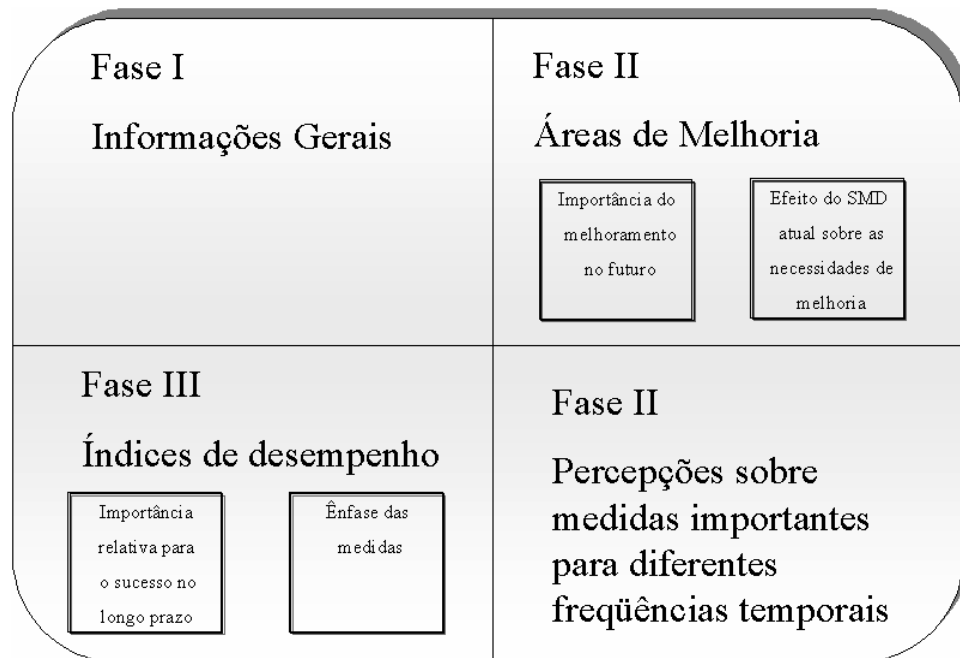 Fase I
Informações Gerais
Fase II
Áreas de Melhoria
Importância do
melhoramento
no futuro
Efeito do SMD
atual sobre as
necessidades de
melhoria
Fase III
Índices de desempenho
Importância
relativa para
o sucesso no
longo prazo
Ênfase das
medidas
Fase II
Percepções sobre
medidas importantes
para diferentes
freqüências temporais